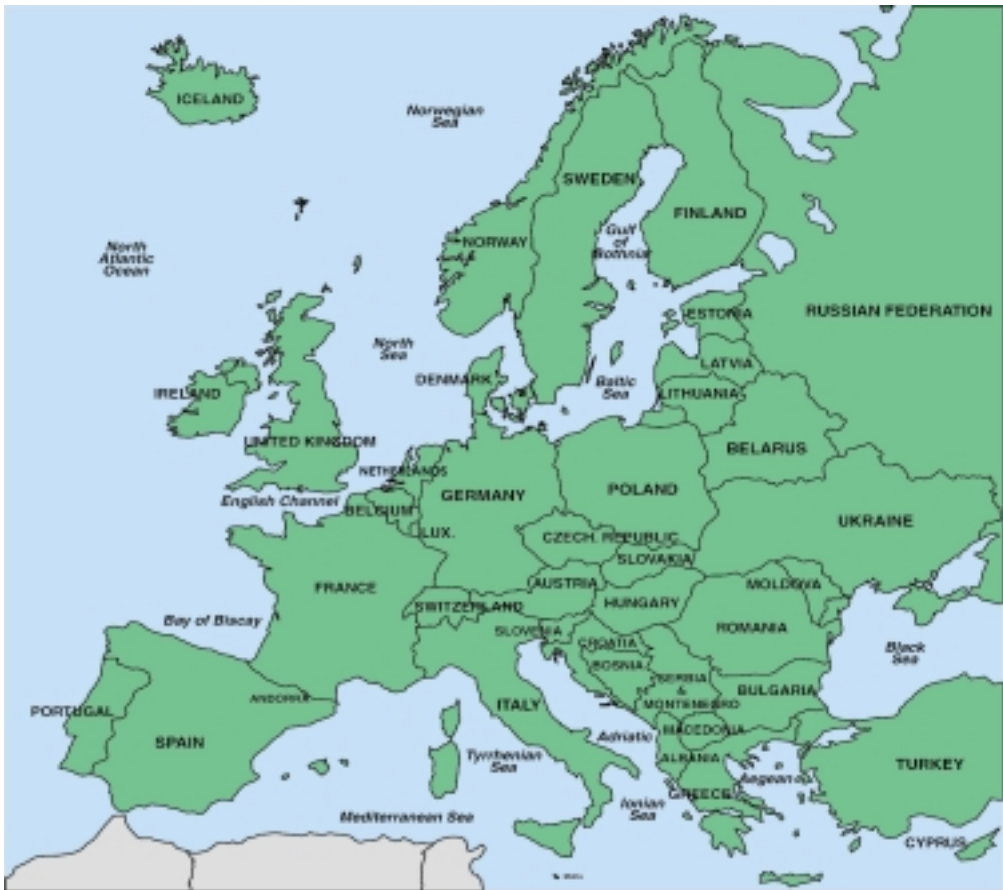 ICELAND
Norwegian
Sea
SWEDEN
FINLAND
NORWAY
Gulf
of
Bothnia
North
Atlantic
Ocean
RUSSIAN FEDERATION
ESTONIA
North
Sea
LATVIA
DENMARK
Baltic
Sea
LITHUANIA
IRELAND
UNITED KINGDOM
BELARUS
NETHERLANDS
GERMANY
POLAND
English Channel
BELGIUM
UKRAINE
LUX.
CZECH. REPUBLIC
SLOVAKIA
FRANCE
AUSTRIA
MOLDOVA
SWITZERLAND
HUNGARY
Bay of Biscay
SLOVENIA
ROMANIA
CROATIA
Black
Sea
BOSNIA
SERBIA
&
MONTENEGRO
BULGARIA
ANDORRA
PORTUGAL
ITALY
MACEDONIA
SPAIN
Adriatic
Tyrrhenian
Sea
ALBANIA
TURKEY
Aegean
GREECE
Ionian
Sea
Mediterranean Sea
CYPRUS